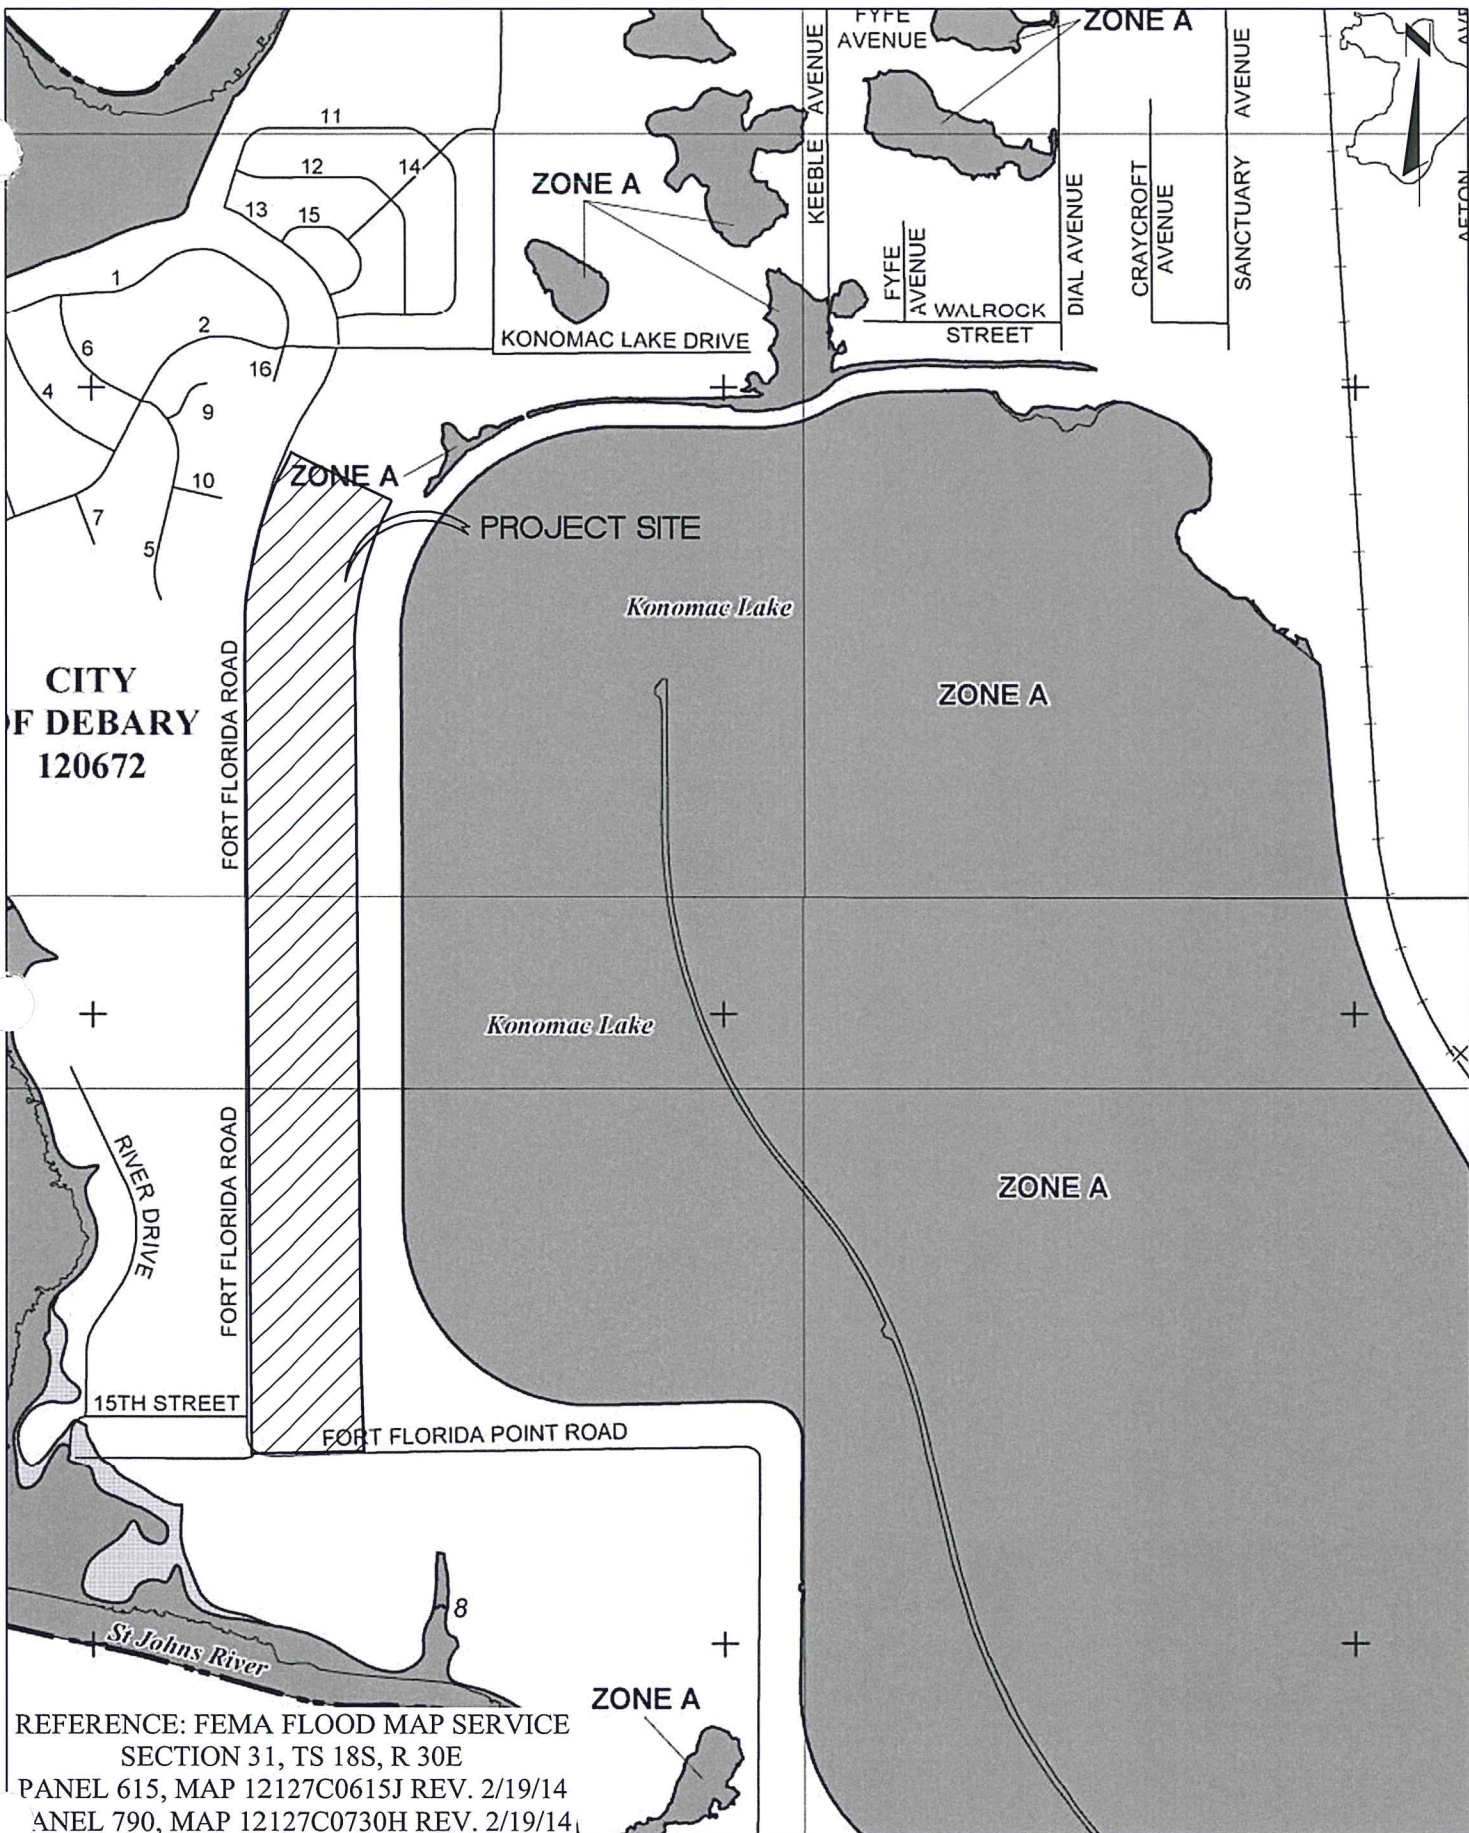 FYFE
AVENUE
ZONE A
KEEBLE AVENUE
AVENUE
SANCTUARY
N
11
12
14
13
15
ZONE A
DIAL AVENUE
CRAYCROFT
AVENUE
FYFE
AVENUE
1
2
6
4
16
9
10
7
5
KONOMAC LAKE DRIVE
WALROCK
STREET
ZONE A
PROJECT SITE
Konomac Lake
ZONE A
CITY
OF DEBARY
120672
FORT FLORIDA ROAD
Konomac Lake
ZONE A
RIVER DRIVE
FORT FLORIDA ROAD
15TH STREET
FORT FLORIDA POINT ROAD
8
St Johns River
ZONE A
REFERENCE: FEMA FLOOD MAP SERVICE
SECTION 31, TS 18S, R 30E
PANEL 615, MAP 12127C0615J REV. 2/19/14
ANEL 790, MAP 12127C0730H REV. 2/19/14